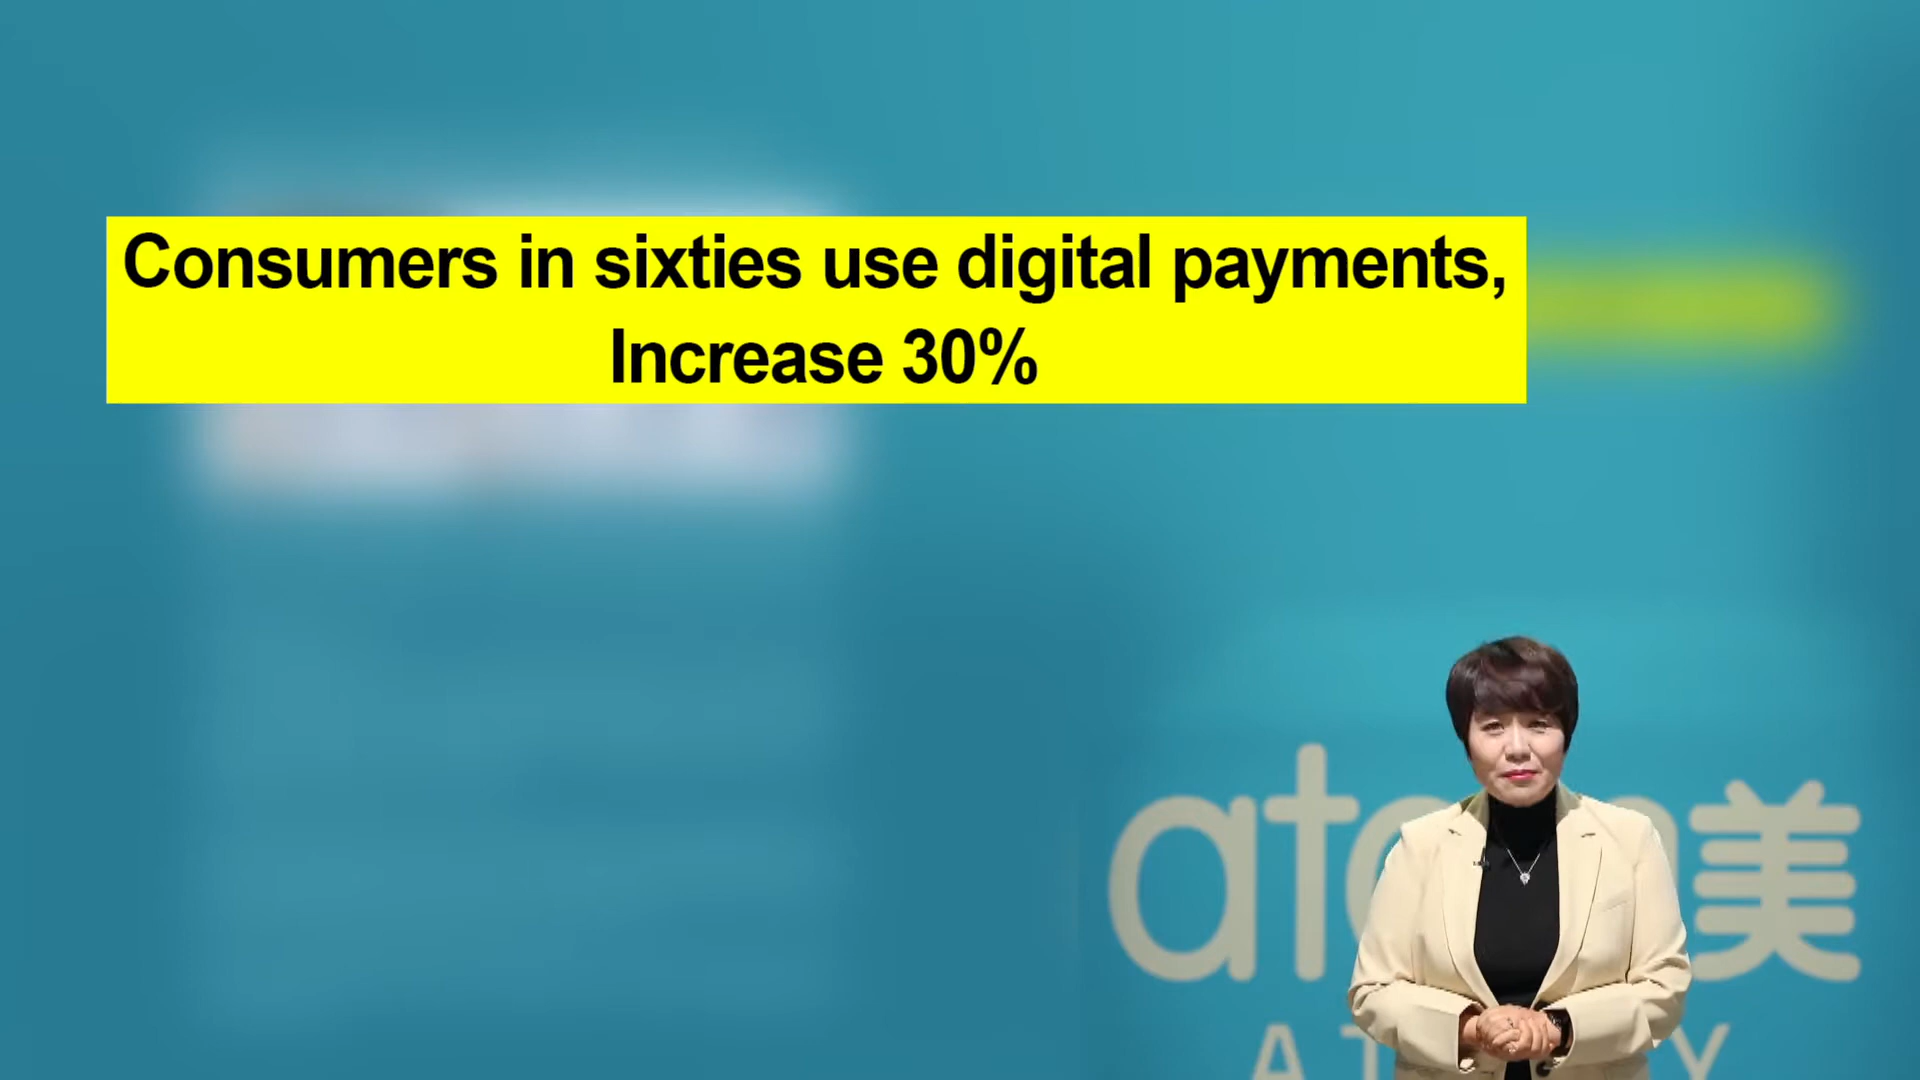 Consumers in sixties use digital payments,
Increase 30%
美